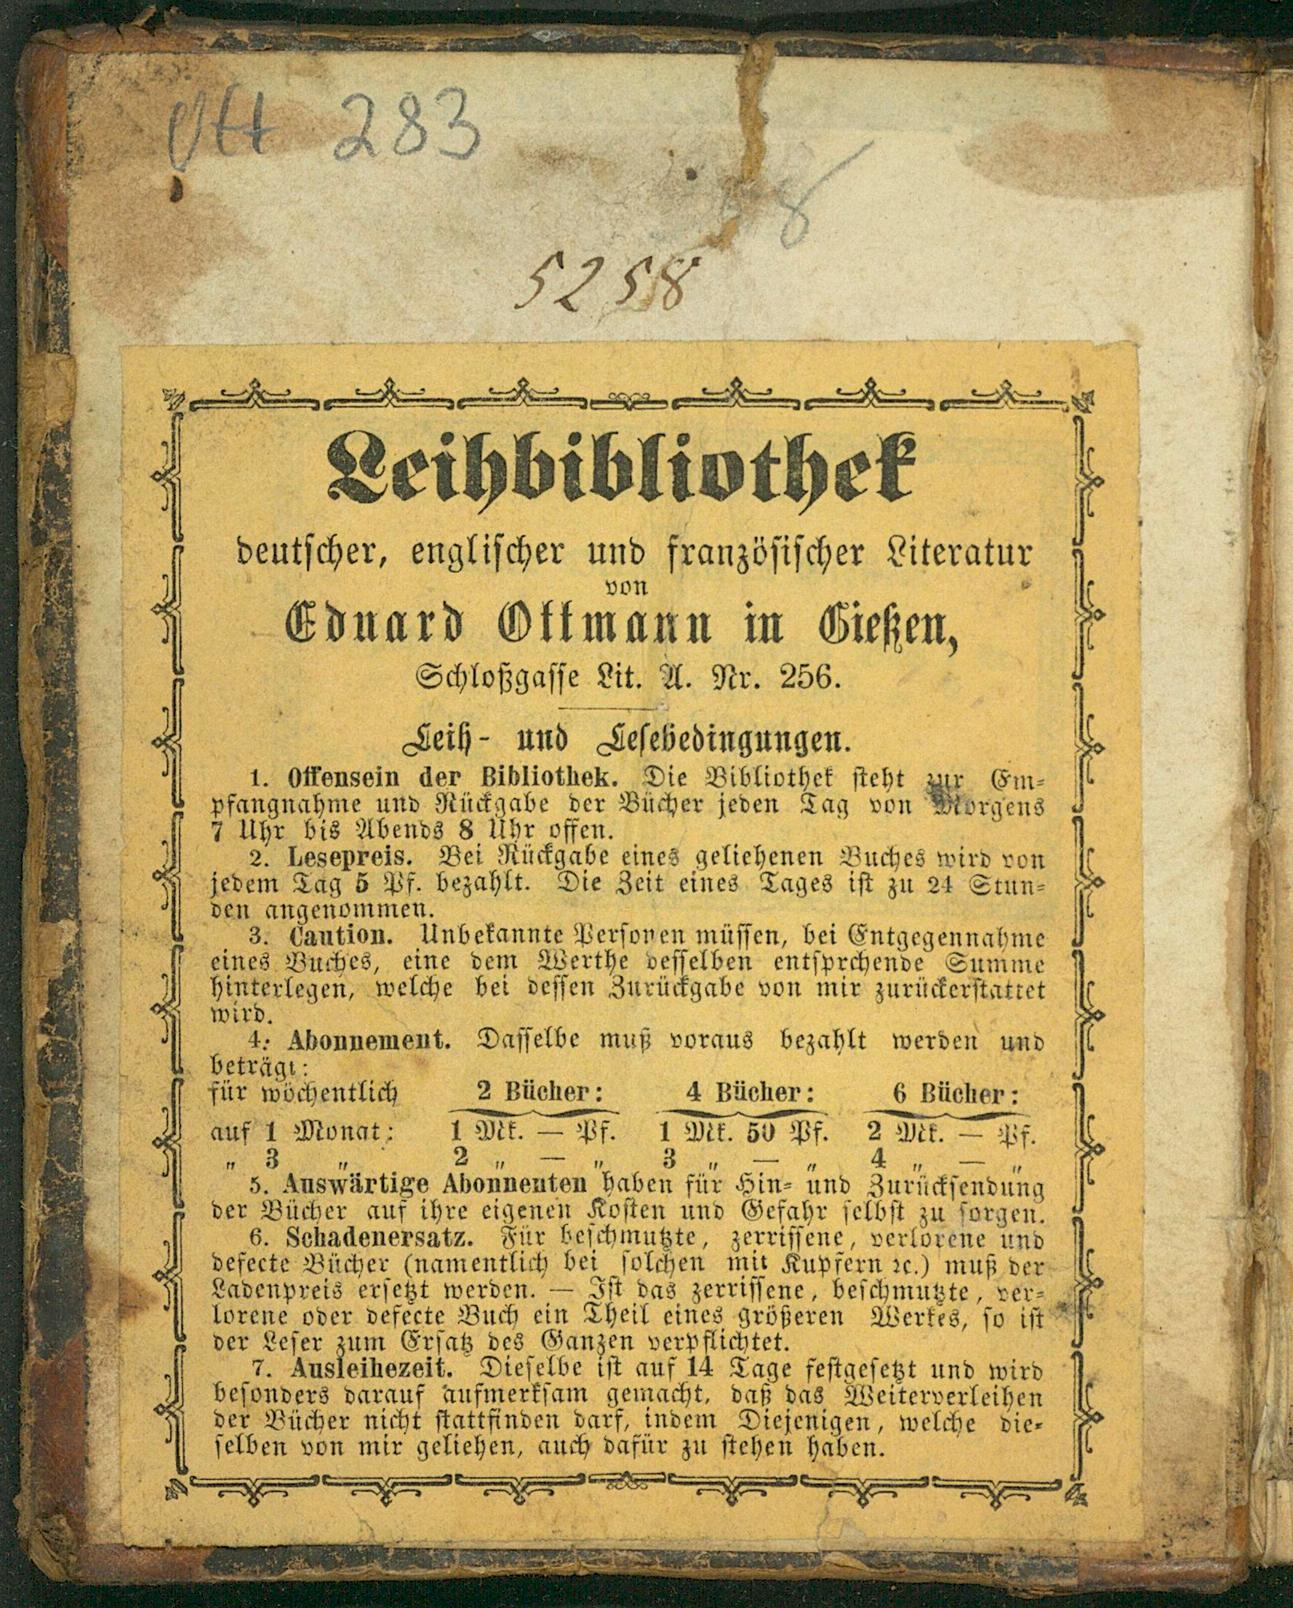 Ott 283
8
5258
Leihbibliothek
deutscher, englischer und französischer Literatur
von
Eduard Ottmann in Gießen,
Schloßgasse Lit. A. Nr. 256.
Leih- und Lesebedingungen.
1. Offensein der Bibliothek. Die Bibliothek steht zur Em-
pfangnahme und Rückgabe der Bücher jeden Tag von Morgens
7 Uhr bis Abends 8 Uhr offen.
2. Lesepreis. Bei Rückgabe eines geliehenen Buches wird von
jedem Tag 5 Pf. bezahlt. Die Zeit eines Tages ist zu 24 Stun-
den angenommen.
3. Caution. Unbekannte Personen müssen, bei Entgegennahme
eines Buches, eine dem Werthe desselben entsprchende Summe
hinterlegen, welche bei dessen Zurückgabe von mir zurückerstattet
wird.
4. Abonnement. Dasselbe muß voraus bezahlt werden und
beträgt:
für wöchentlich 2 Bücher: 4 Bücher: 6 Bücher:
auf 1 Monat: 1 Mk. — Pf. 1 Mk. 50 Pf. 2 Mk. — Pf.
„ 3 „ 2 „ — „ 3 „ — „ 4 „ — „
5. Auswärtige Abonnenten haben für Hin- und Zurücksendung
der Bücher auf ihre eigenen Kosten und Gefahr selbst zu sorgen.
6. Schadenersatz. Für beschmutzte, zerrissene, verlorene und
defecte Bücher (namentlich bei solchen mit Kupfern ꝛc.) muß der
Ladenpreis ersetzt werden. — Ist das zerrissene, beschmutzte, ver-
lorene oder defecte Buch ein Theil eines größeren Werkes, so ist
der Leser zum Ersatz des Ganzen verpflichtet.
7. Ausleihezeit. Dieselbe ist auf 14 Tage festgesetzt und wird
besonders darauf aufmerksam gemacht, daß das Weiterverleihen
der Bücher nicht stattfinden darf, indem Diejenigen, welche die-
selben von mir geliehen, auch dafür zu stehen haben.